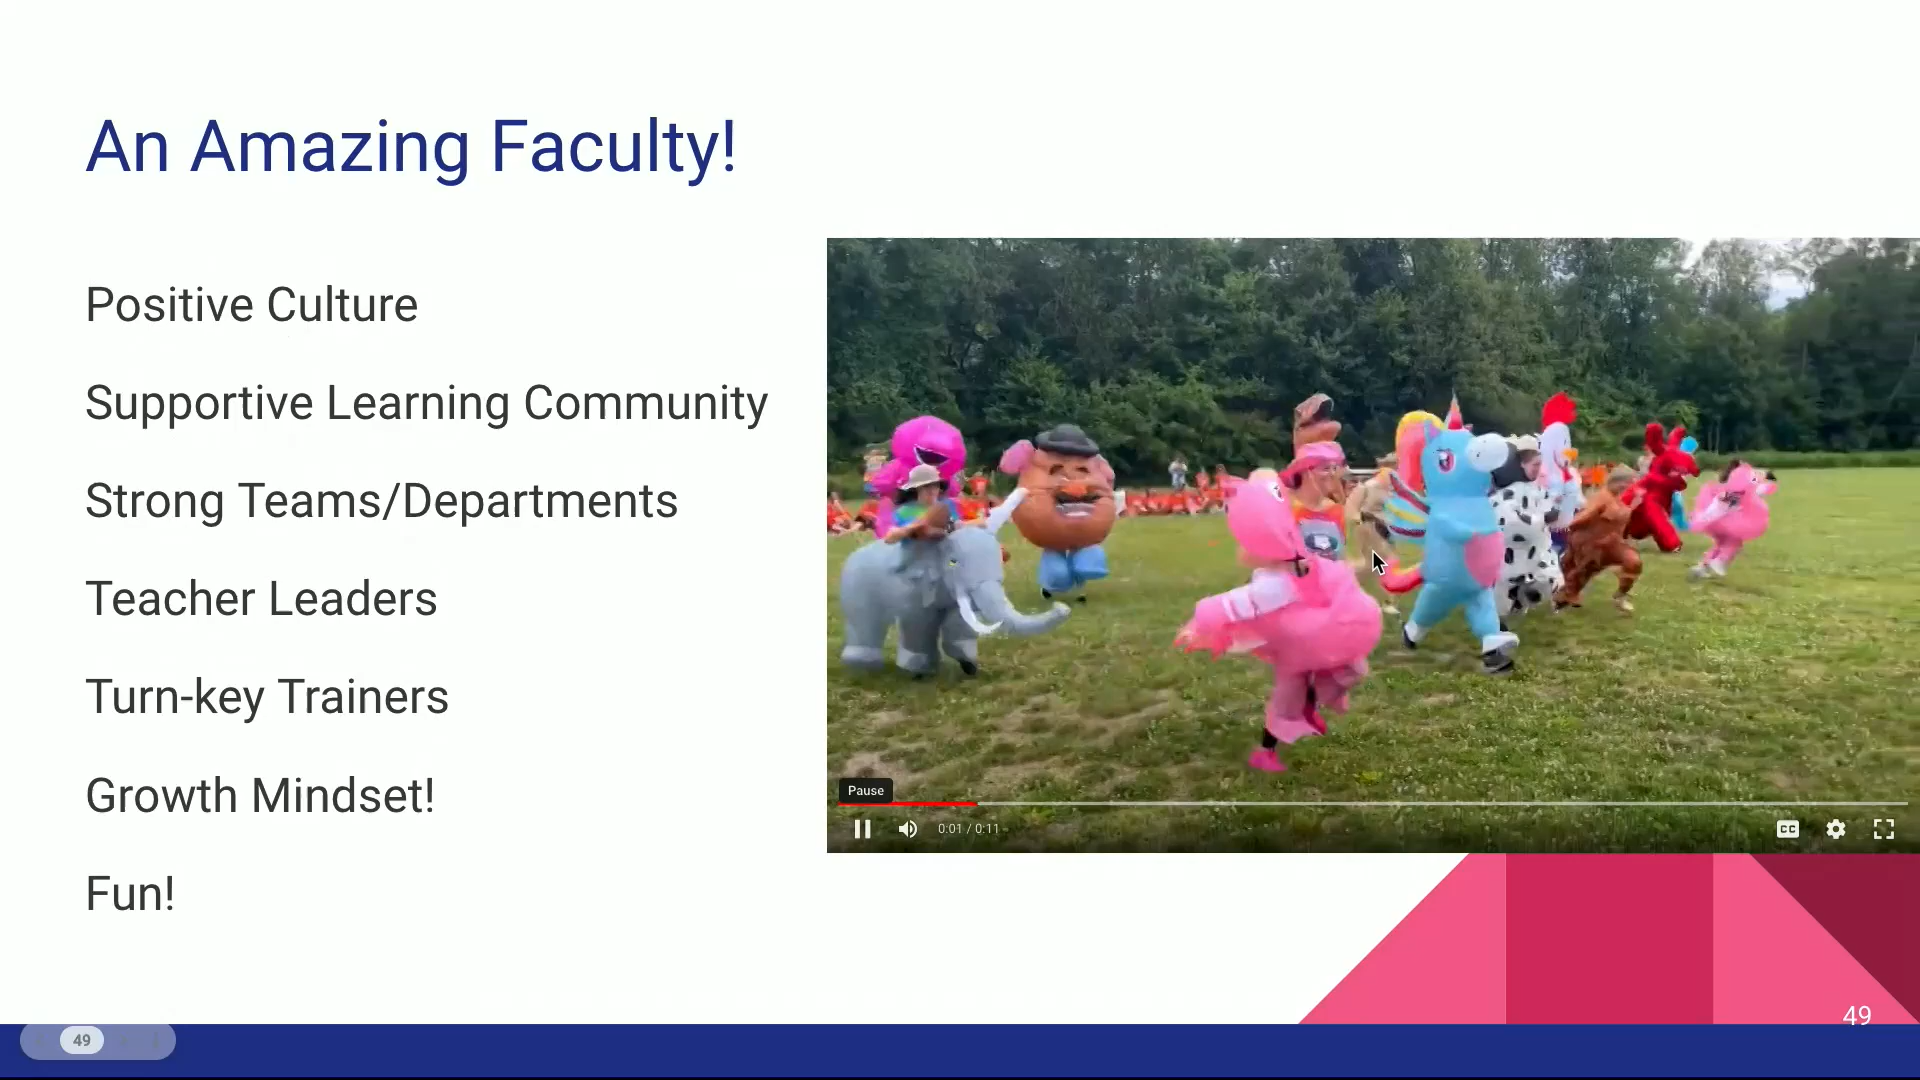 An Amazing Faculty!
Positive Culture
Supportive Learning Community
Strong Teams/Departments
Teacher Leaders
Turn-key Trainers
Growth Mindset!
Fun!
Pause
0:01 / 0:11
CC
49
49